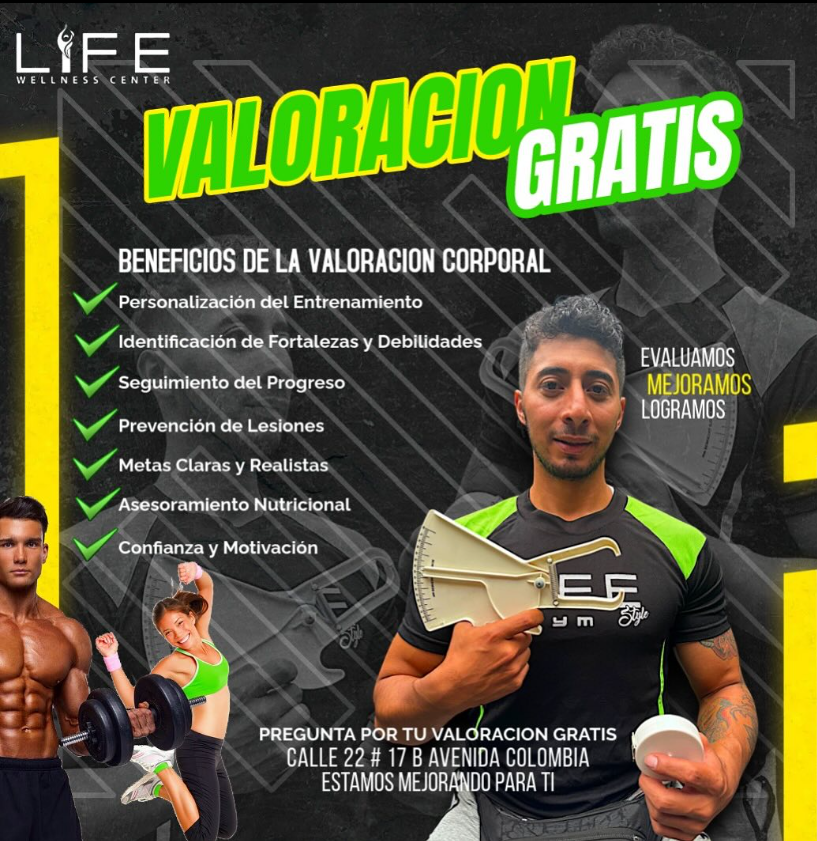 LIFE
WELLNESS CENTER
VALORACION
GRATIS
BENEFICIOS DE LA VALORACION CORPORAL
Personalización del Entrenamiento
Identificación de Fortalezas y Debilidades
Seguimiento del Progreso
Prevención de Lesiones
Metas Claras y Realistas
Asesoramiento Nutricional
Confianza y Motivación
EVALUAMOS
MEJORAMOS
LOGRAMOS
Style
PREGUNTA POR TU VALORACION GRATIS
CALLE 22 # 17 B AVENIDA COLOMBIA
ESTAMOS MEJORANDO PARA TI